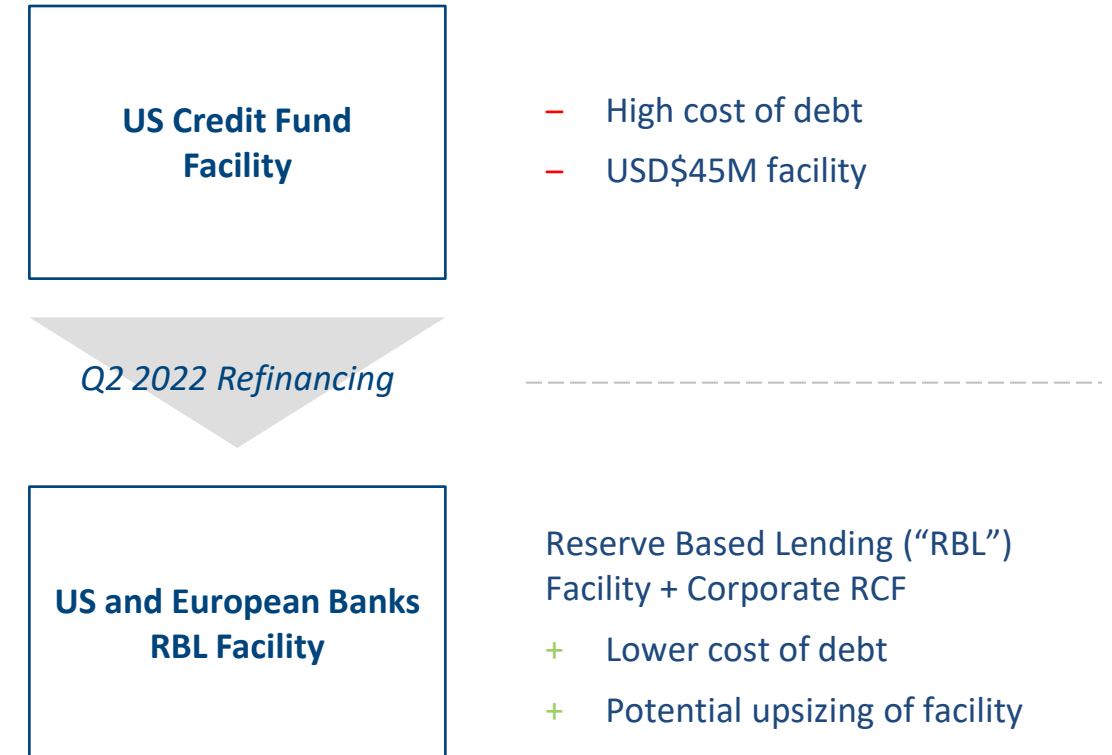 US Credit Fund
Facility
– High cost of debt
– USD$45M facility
Q2 2022 Refinancing
US and European Banks
RBL Facility
Reserve Based Lending (“RBL”)
Facility + Corporate RCF
+ Lower cost of debt
+ Potential upsizing of facility